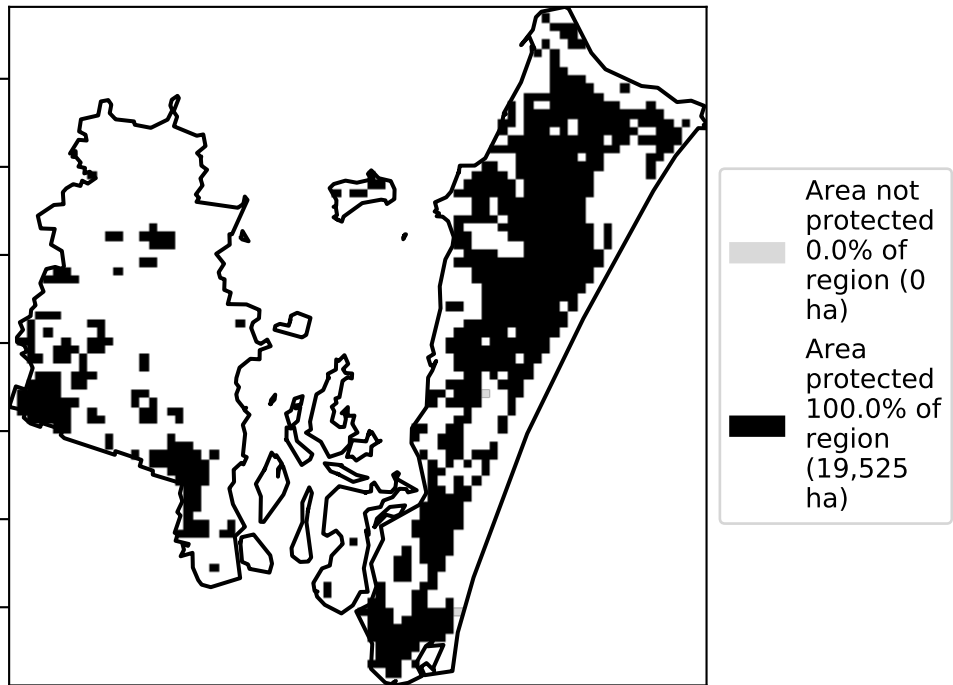 Area not
protected
0.0% of
region (0
ha)
Area
protected
100.0% of
region
(19,525
ha)